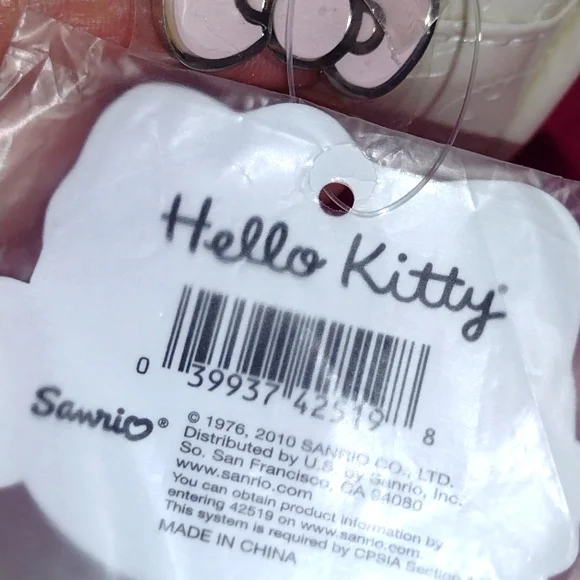 Hello Kitty®
0 39937 42519 8
Sanrio®
© 1976, 2010 SANRIO CO., LTD.
Distributed by U.S. by Sanrio, Inc.
So. San Francisco, CA 94080
www.sanrio.com
You can obtain product information by
entering 42519 on www.sanrio.com.
This system is required by CPSIA Section
MADE IN CHINA